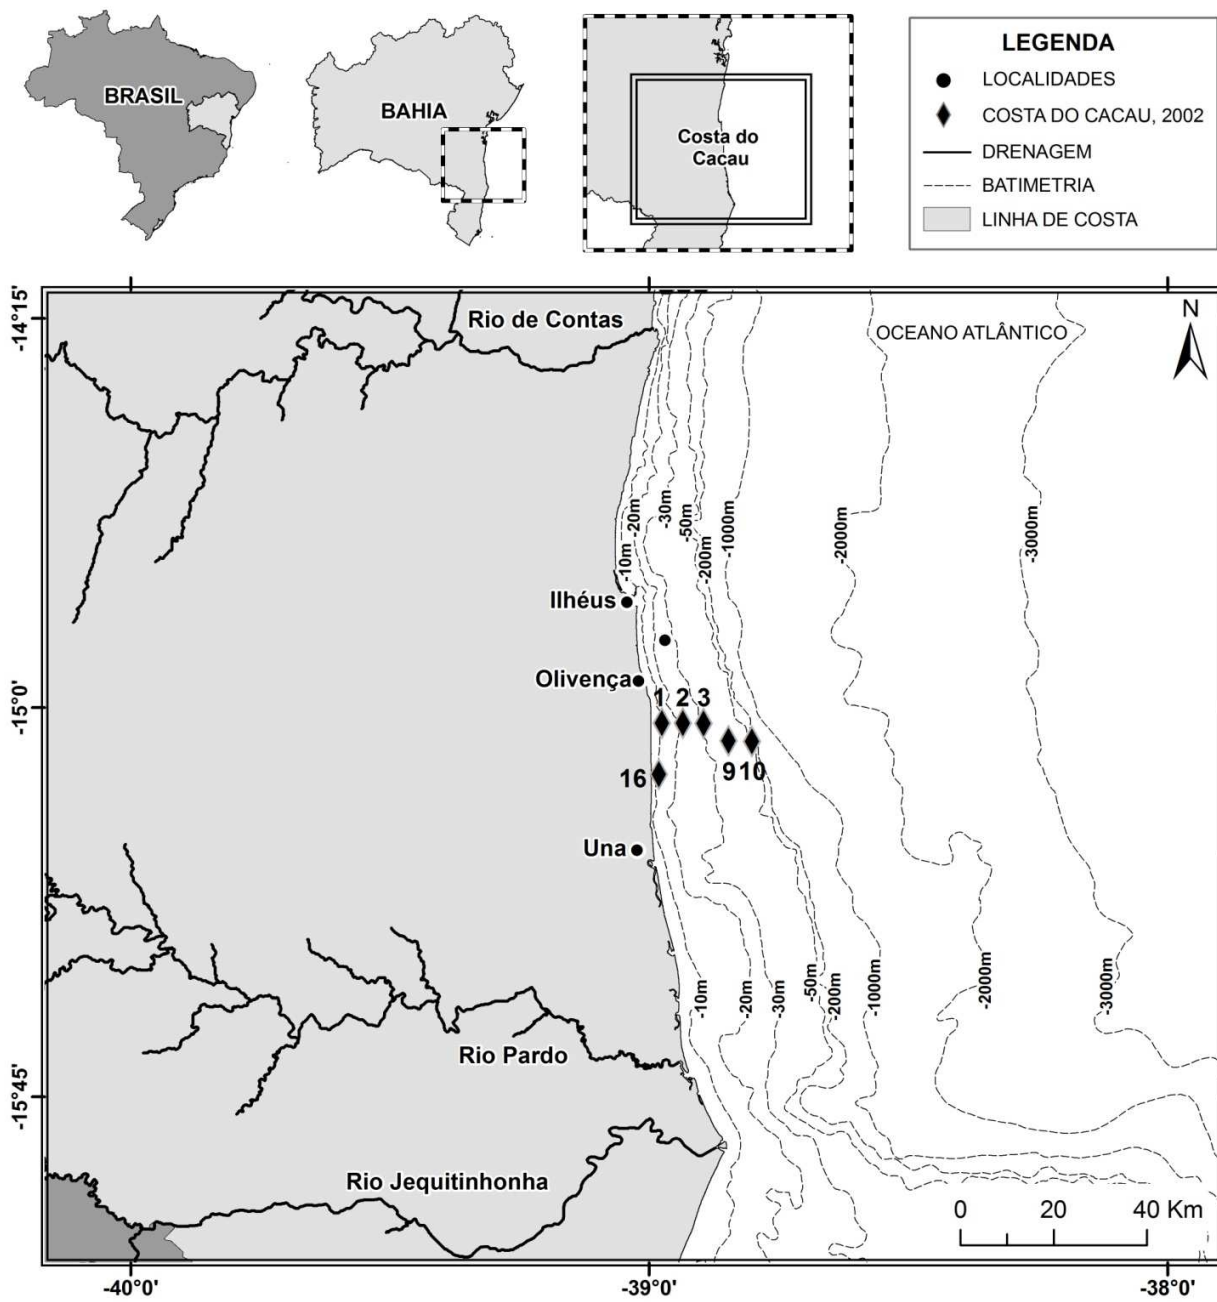 BRASIL
BAHIA
Costa do
Cacau
LEGENDA
LOCALIDADES
COSTA DO CACAU, 2002
DRENAGEM
BATIMETRIA
LINHA DE COSTA
-14°15'
Rio de Contas
OCEANO ATLÂNTICO
N
-10m
-20m
-30m
-50m
-200m
-1000m
-2000m
-3000m
Ilhéus
Olivença
-15°0'
1 2 3
16
9 10
Una
-10m
-20m
-30m
-50m
-200m
-1000m
-2000m
-3000m
Rio Pardo
-15°45'
Rio Jequitinhonha
0 20 40 Km
-40°0'
-39°0'
-38°0'